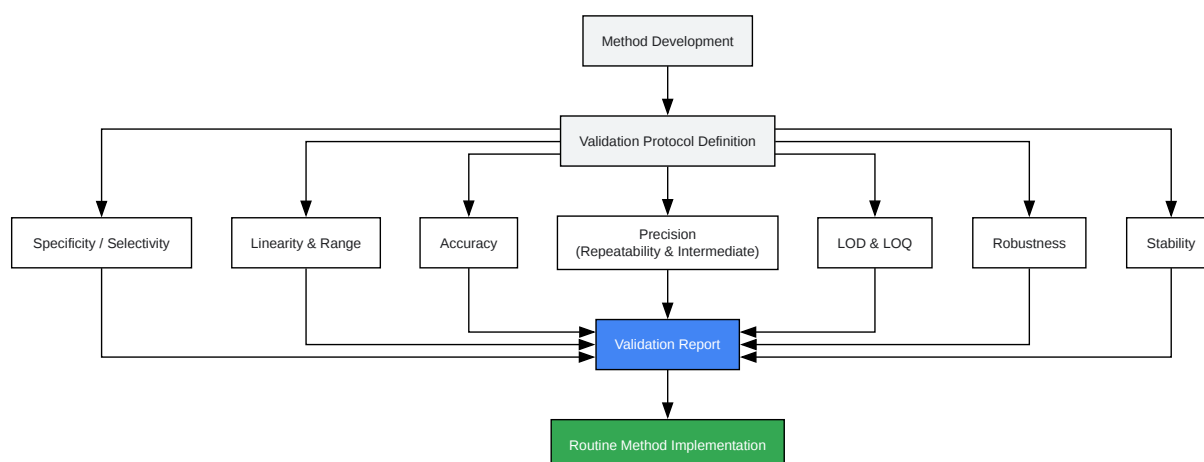 Method Development
Validation Protocol Definition
Specificity / Selectivity
Linearity & Range
Accuracy
Precision
(Repeatability & Intermediate)
LOD & LOQ
Robustness
Stability
Validation Report
Routine Method Implementation